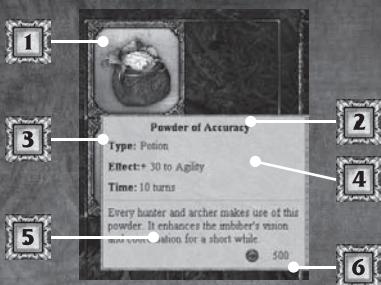 1
Powder of Accuracy
2
3
Type: Potion
Effect:+ 30 to Agility
4
Time: 10 turns
Every hunter and archer makes use of this
powder. It enhances the imbiber's vision
5
and coordination for a short while.
500
6